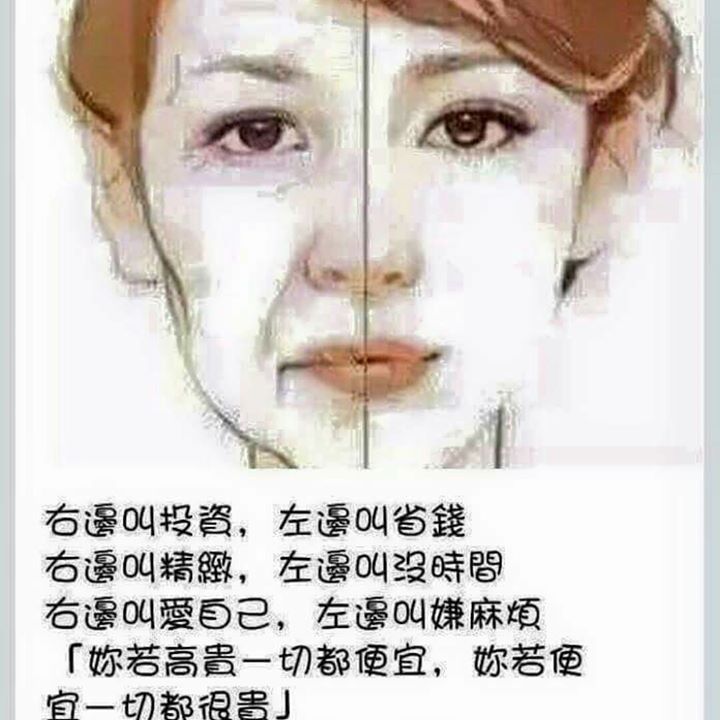 右邊叫投資，左邊叫省錢
右邊叫精緻，左邊叫沒時間
右邊叫愛自己，左邊叫嫌麻煩
「妳若高貴一切都便宜，妳若便
宜一切都很貴」